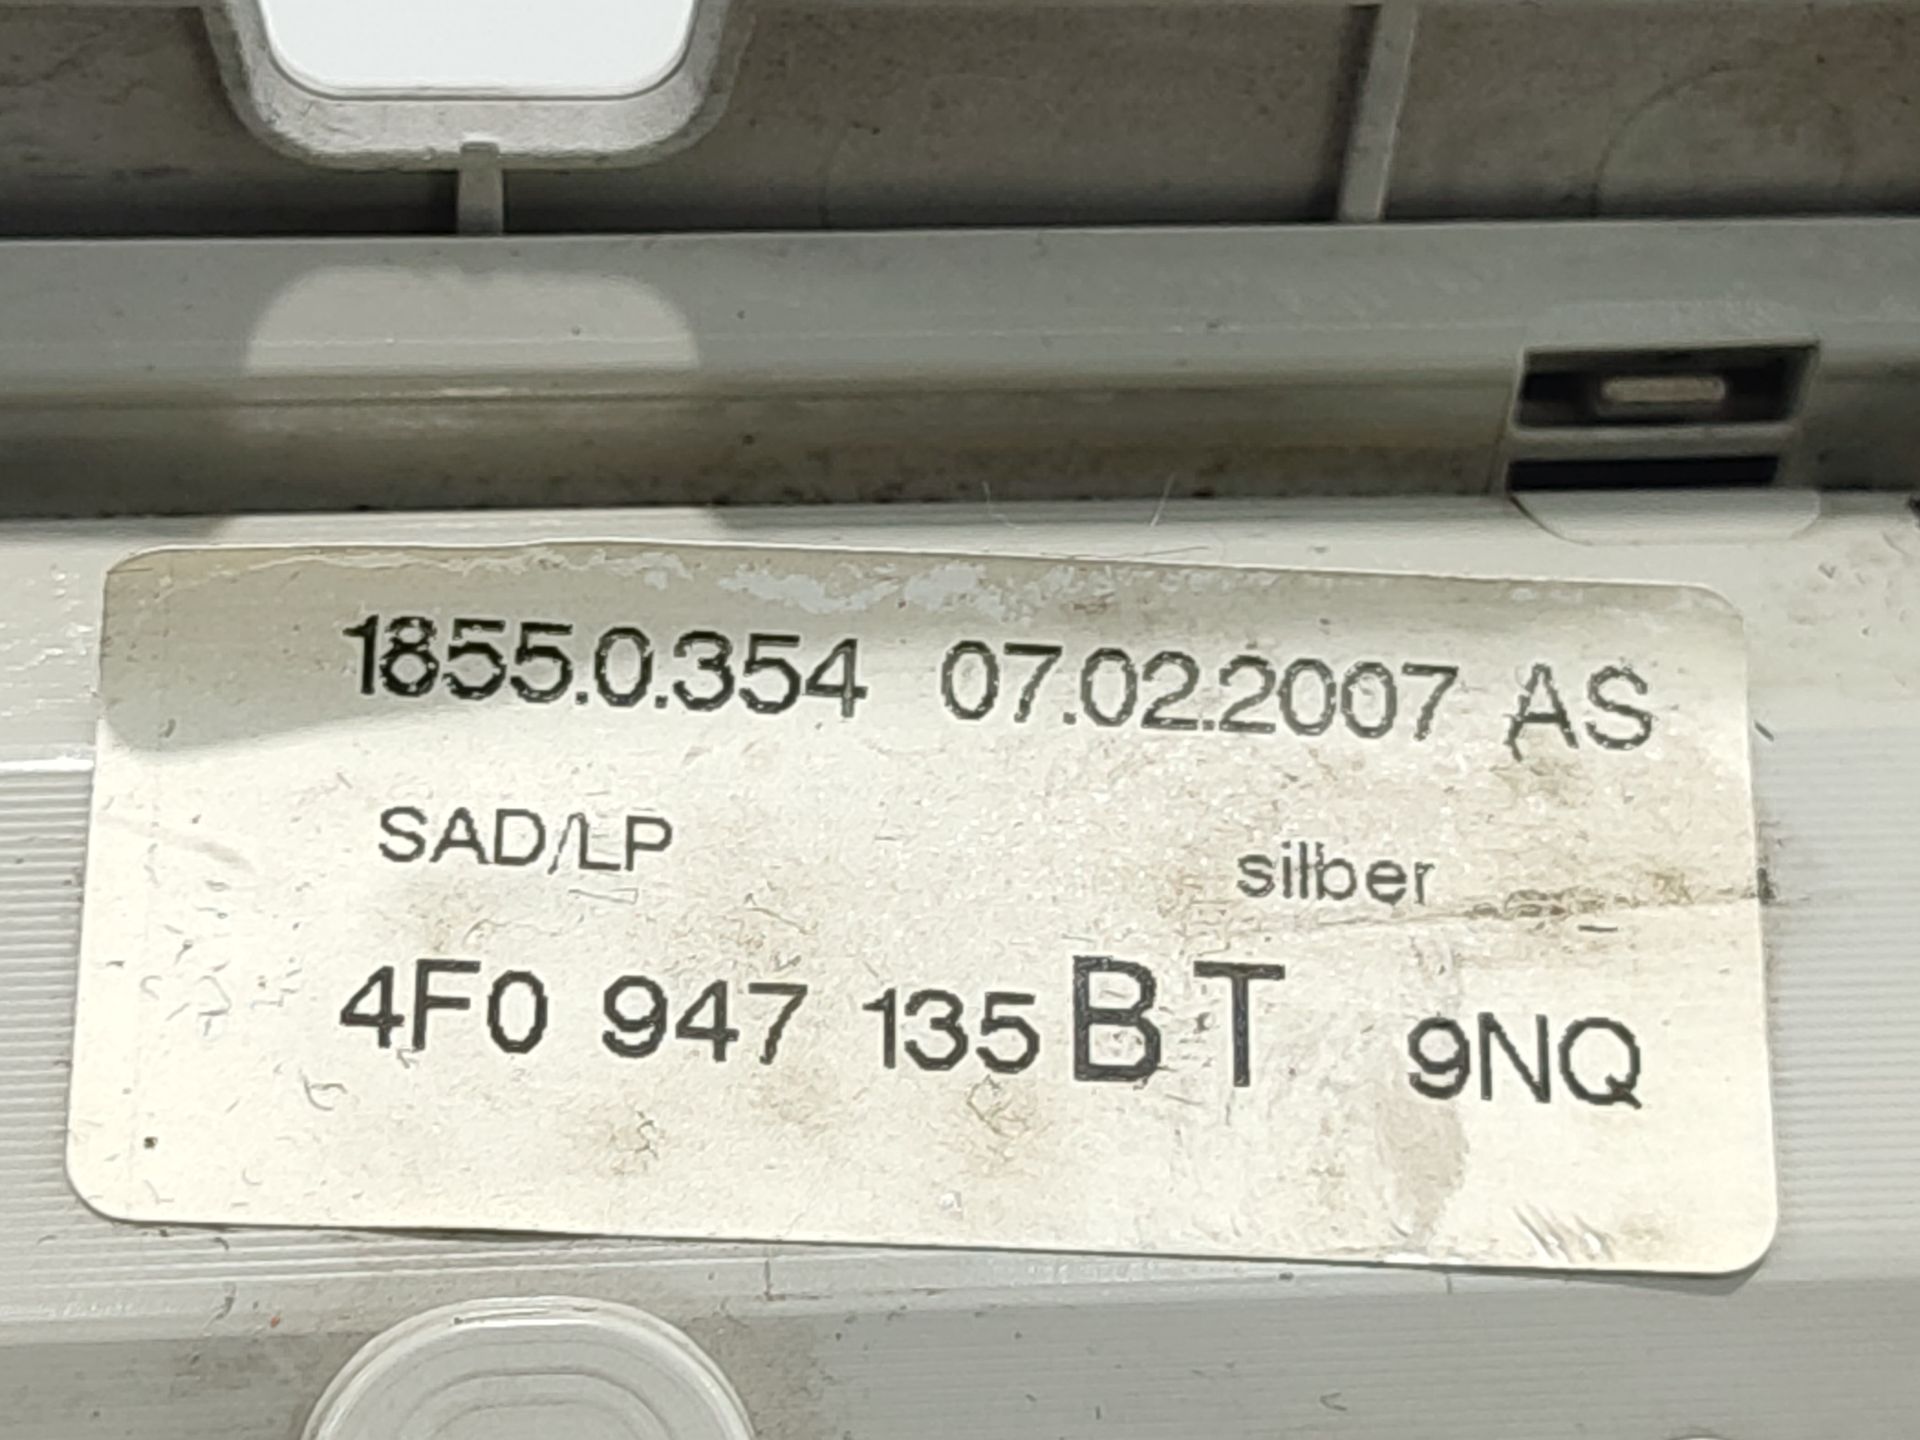 1855.0.354 07.02.2007 AS
SAD/LP silber
4F0 947 135 BT 9NQ